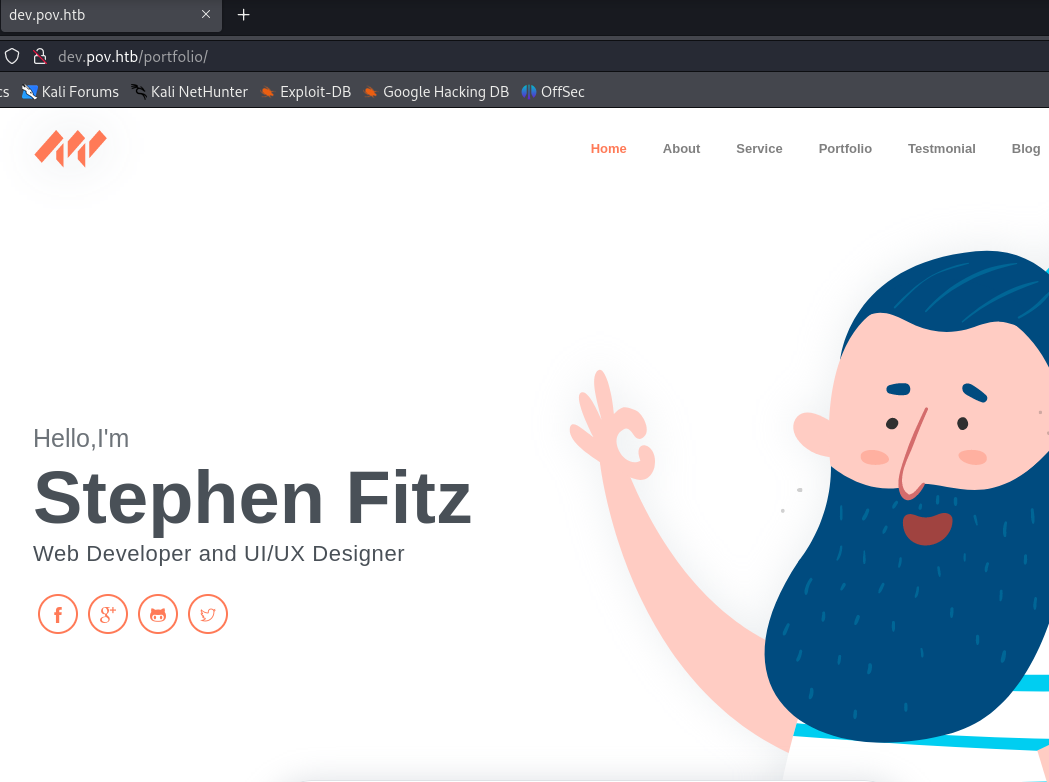 dev.pov.htb
dev.pov.htb/portfolio/
cs Kali Forums Kali NetHunter Exploit-DB Google Hacking DB OffSec
Home About Service Portfolio Testmonial Blog
Hello,I'm
Stephen Fitz
Web Developer and UI/UX Designer